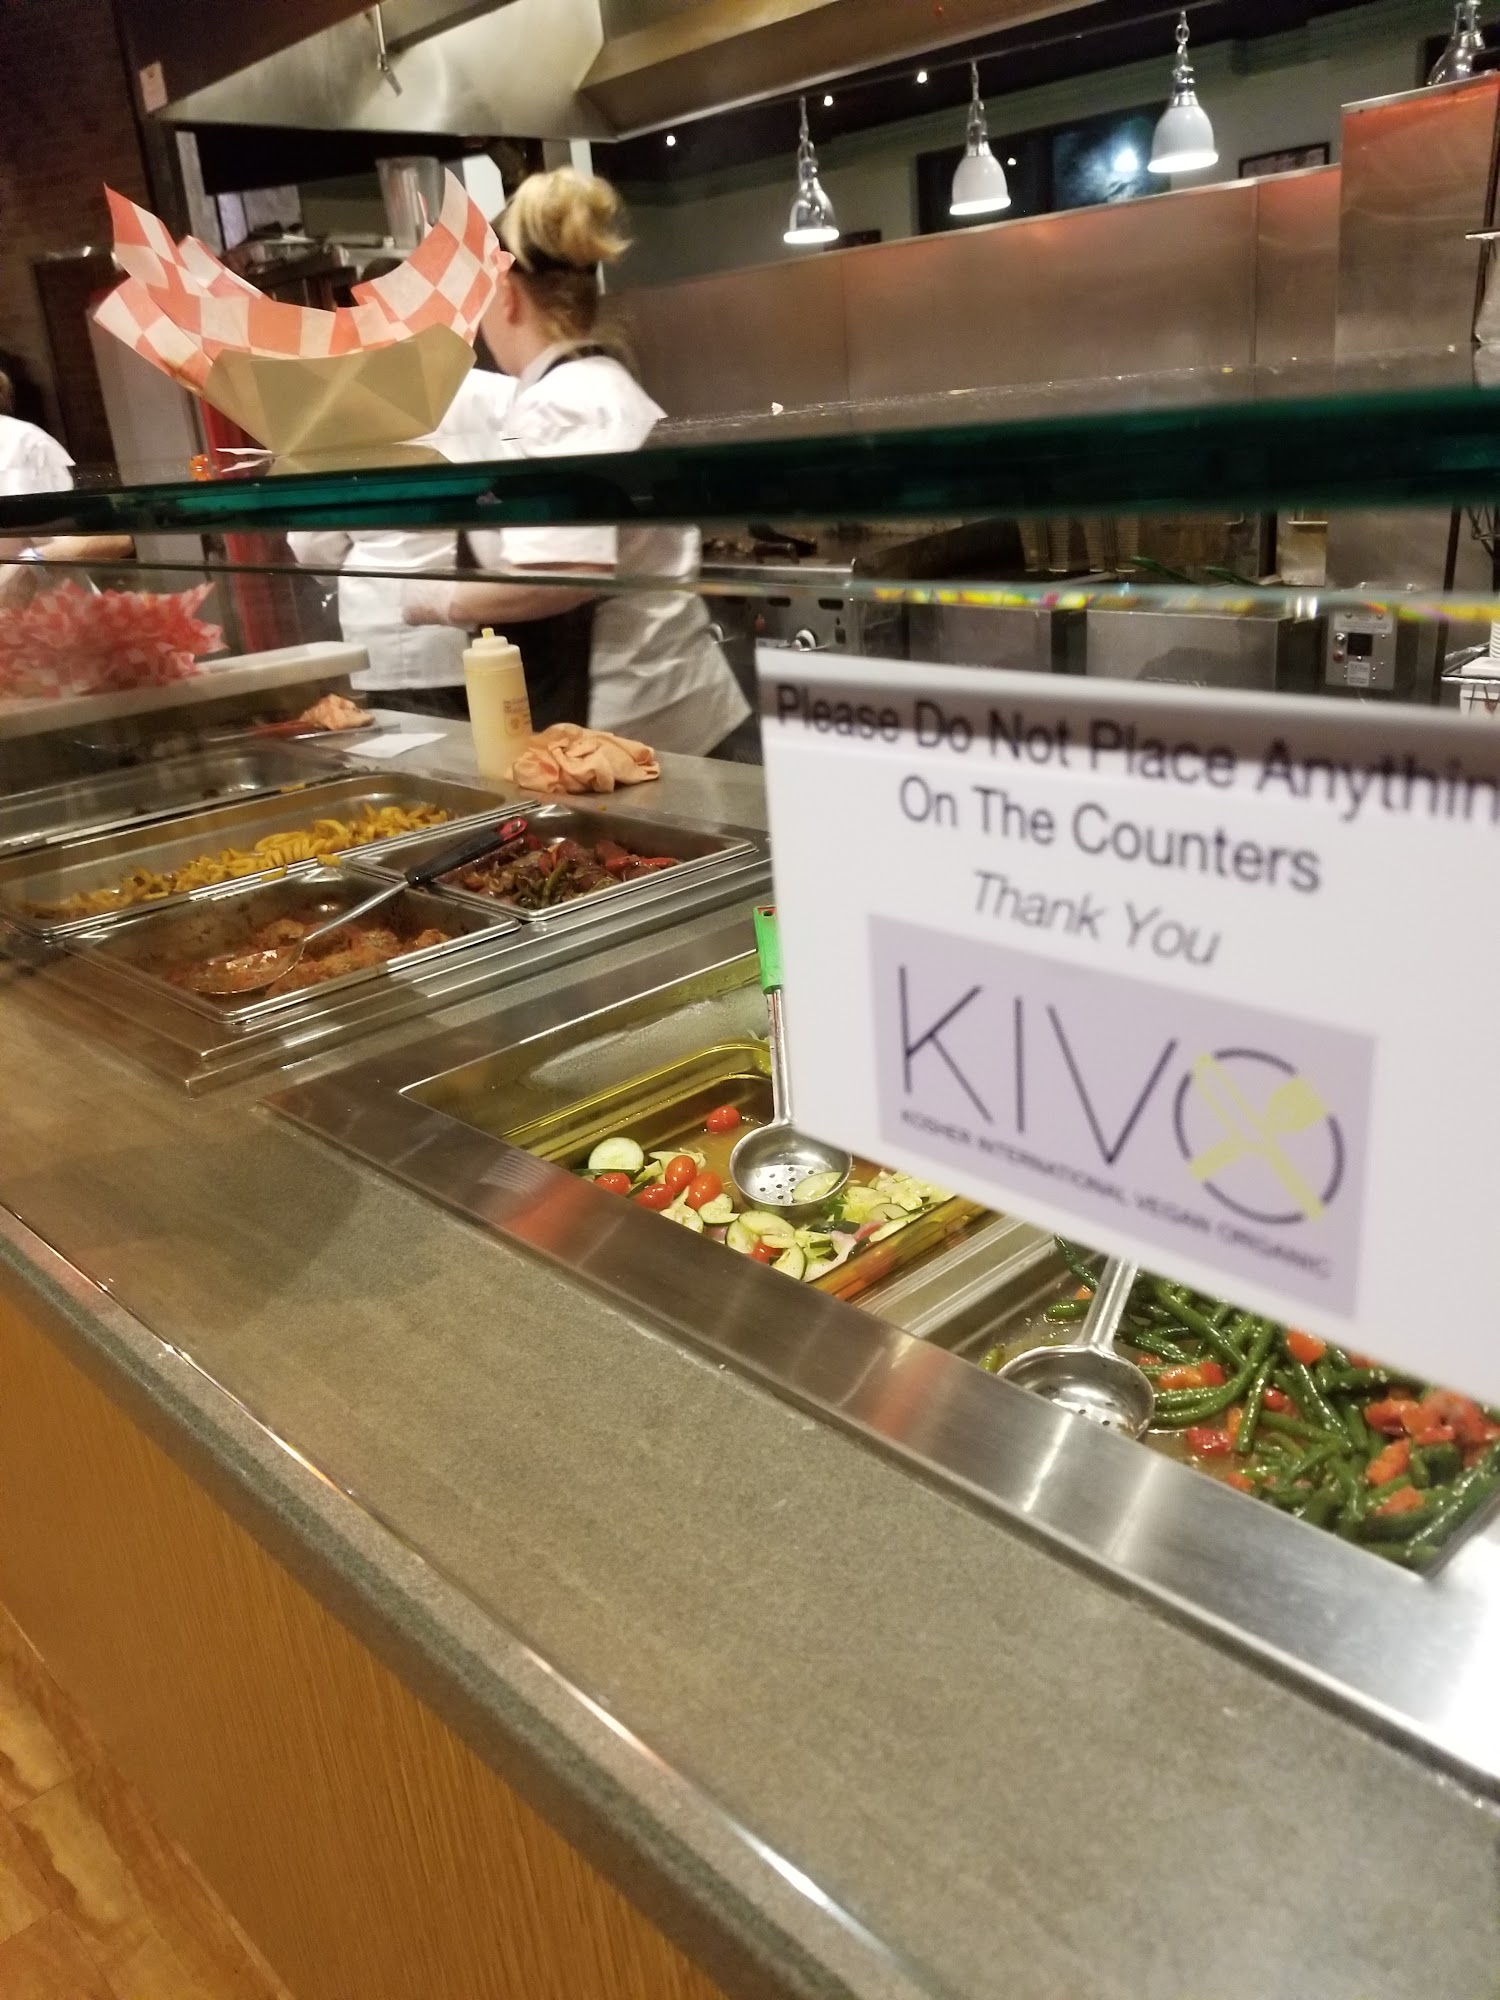 Please Do Not Place Anythin
On The Counters
Thank You
KIVO
KOSHER INTERNATIONAL VEGAN ORGANIC